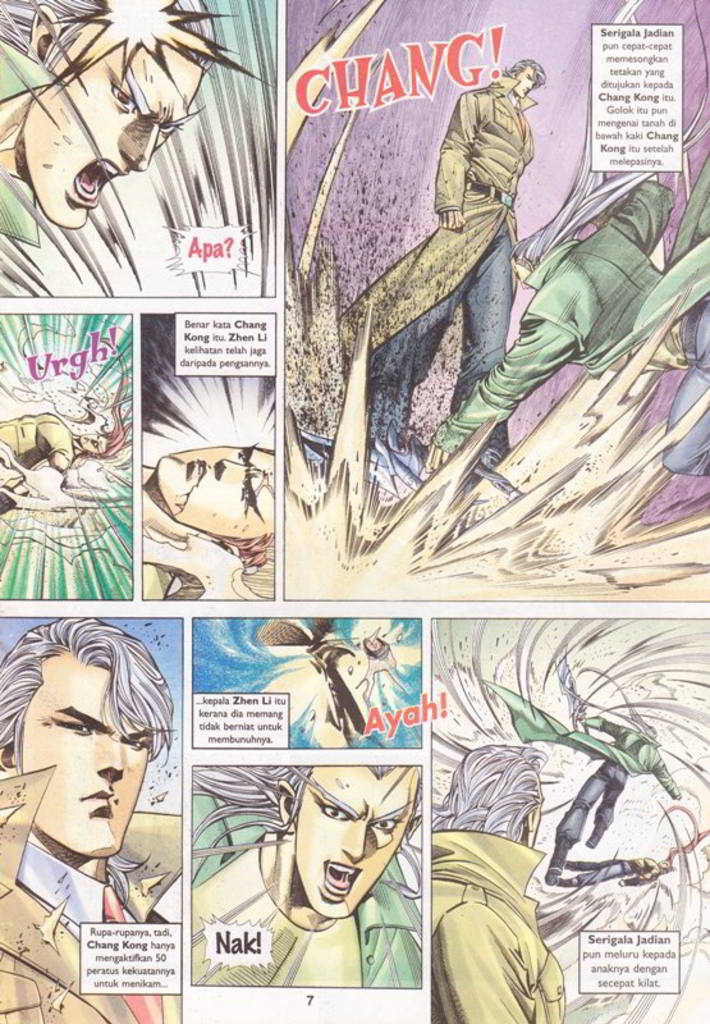 Apa?
CHANG!
Serigala Jadian
pun cepat-cepat
memesongkan
tetakan yang
ditujukan kepada
Chang Kong itu.
Golok itu pun
mengenai tanah di
bawah kaki Chang
Kong itu setelah
melepasinya.
Urgh!
Benar kata Chang
Kong itu. Zhen Li
kelihatan telah jaga
daripada pengsannya.
Rupa-rupanya, tadi,
Chang Kong hanya
mengaktifkan 50
peratus kekuatannya
untuk menikam...
...kepala Zhen Li itu
kerana dia memang
tidak berniat untuk
membunuhnya.
Ayah!
Nak!
Serigala Jadian
pun meluru kepada
anaknya dengan
secepat kilat.
7